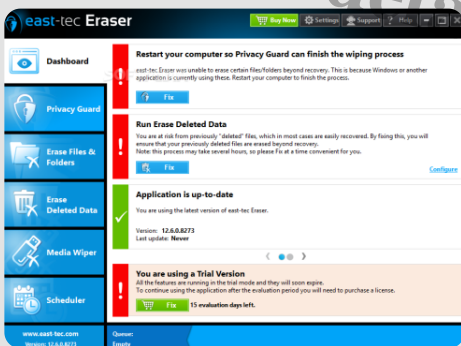 east-tec Eraser
Buy Now Settings Support Help
Dashboard
Privacy Guard
Erase Files &
Folders
Erase
Deleted Data
Media Wiper
Scheduler
www.east-tec.com
Version: 12.6.0.8273
Restart your computer so Privacy Guard can finish the wiping process
east-tec Eraser was unable to erase certain files/folders beyond recovery. This is because Windows or another
application is currently using these. Restart your computer to finish the process.
Fix
Run Erase Deleted Data
You are at risk from previously "deleted" files, which in most cases are easily recovered. By fixing this, you will
ensure that your previously deleted files are erased beyond recovery.
Note: this process may take several hours, so please Fix at a time convenient for you.
Fix
Configure
Application is up-to-date
You are using the latest version of east-tec Eraser.
Version: 12.6.0.8273
Last update: Never
You are using a Trial Version
All the features are running in the trial mode and they will soon expire.
To continue using the application after the evaluation period you will need to purchase a license.
Fix 15 evaluation days left.
Queue:
Empty